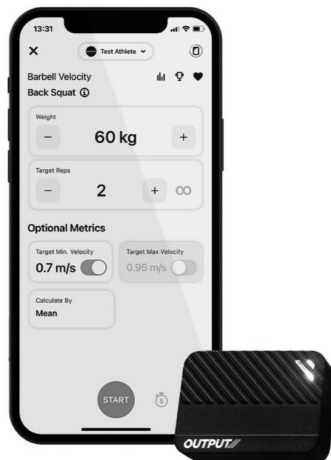 13:31
Test Athlete
Barbell Velocity
Back Squat
Weight
− 60 kg +
Target Reps
− 2 + ∞
Optional Metrics
Target Min. Velocity
0.7 m/s
Target Max Velocity
0.95 m/s
Calculate By
Mean
START
5
OUTPUT//